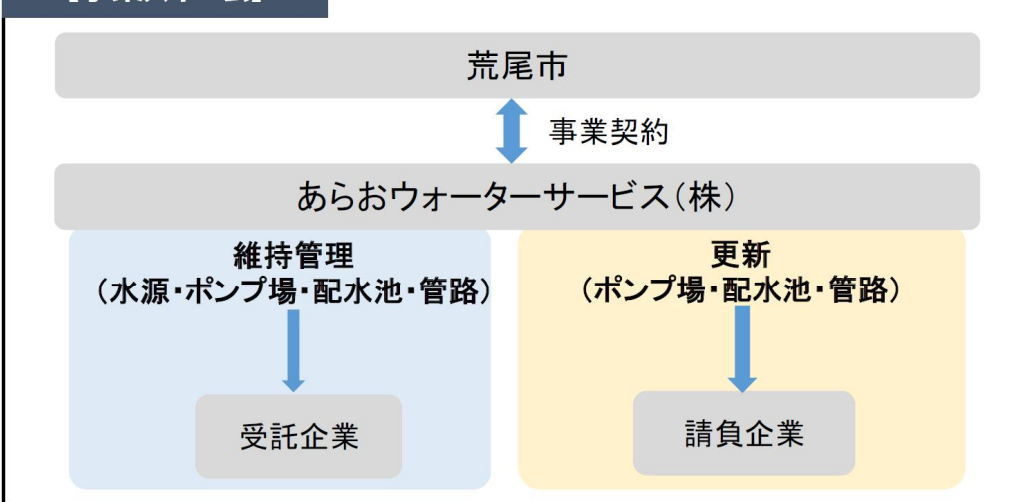 荒尾市
事業契約
あらおウォーターサービス(株)
維持管理
(水源・ポンプ場・配水池・管路)
受託企業
更新
(ポンプ場・配水池・管路)
請負企業